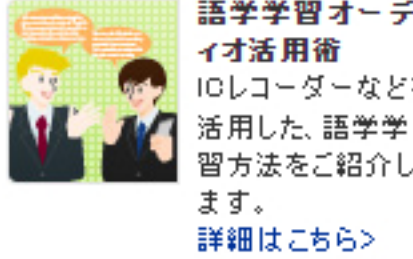 語学学習オーデ
ィオ活用術
ICレコーダーなどを
活用した、語学学
習方法をご紹介し
ます。
詳細はこちら>